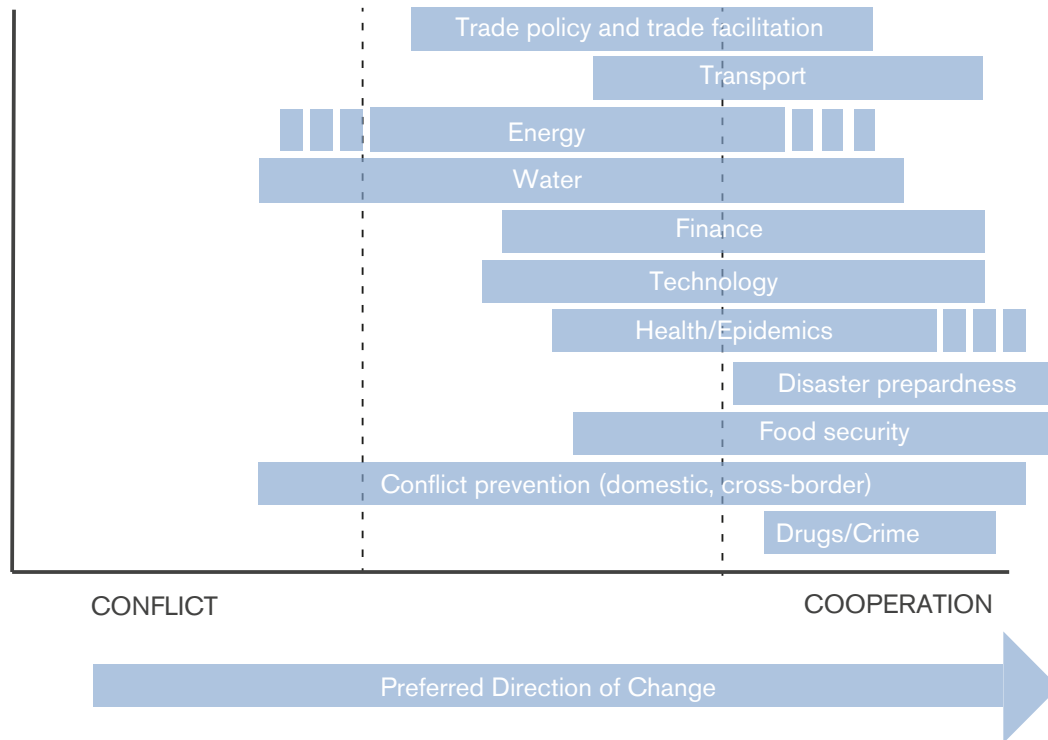 Trade policy and trade facilitation
Transport
Energy
Water
Finance
Technology
Health/Epidemics
Disaster prepardness
Food security
Conflict prevention (domestic, cross-border)
Drugs/Crime
CONFLICT
COOPERATION
Preferred Direction of Change